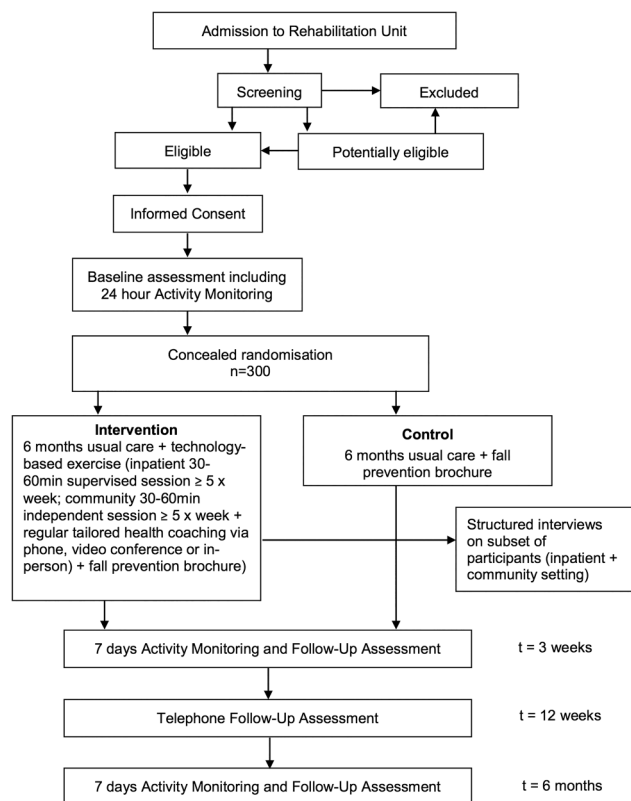 Admission to Rehabilitation Unit
Screening
Excluded
Eligible
Potentially eligible
Informed Consent
Baseline assessment including
24 hour Activity Monitoring
Concealed randomisation
n=300
Intervention
6 months usual care + technology-
based exercise (inpatient 30-
60min supervised session ≥ 5 x
week; community 30-60min
independent session ≥ 5 x week +
regular tailored health coaching via
phone, video conference or in-
person) + fall prevention brochure)
Control
6 months usual care + fall
prevention brochure
Structured interviews
on subset of
participants (inpatient +
community setting)
7 days Activity Monitoring and Follow-Up Assessment
t = 3 weeks
Telephone Follow-Up Assessment
t = 12 weeks
7 days Activity Monitoring and Follow-Up Assessment
t = 6 months